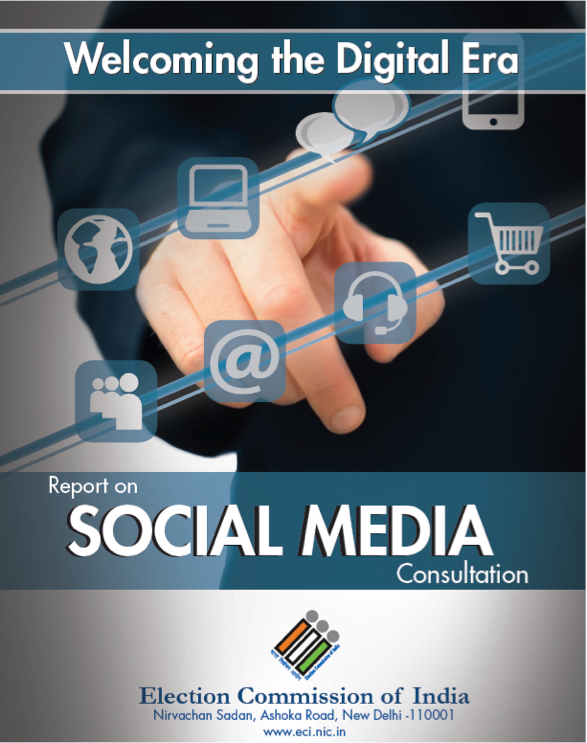 Welcoming the Digital Era
@
Report on
SOCIAL MEDIA
Consultation
Election Commission of India
Nirvachan Sadan, Ashoka Road, New Delhi -110001
www.eci.nic.in